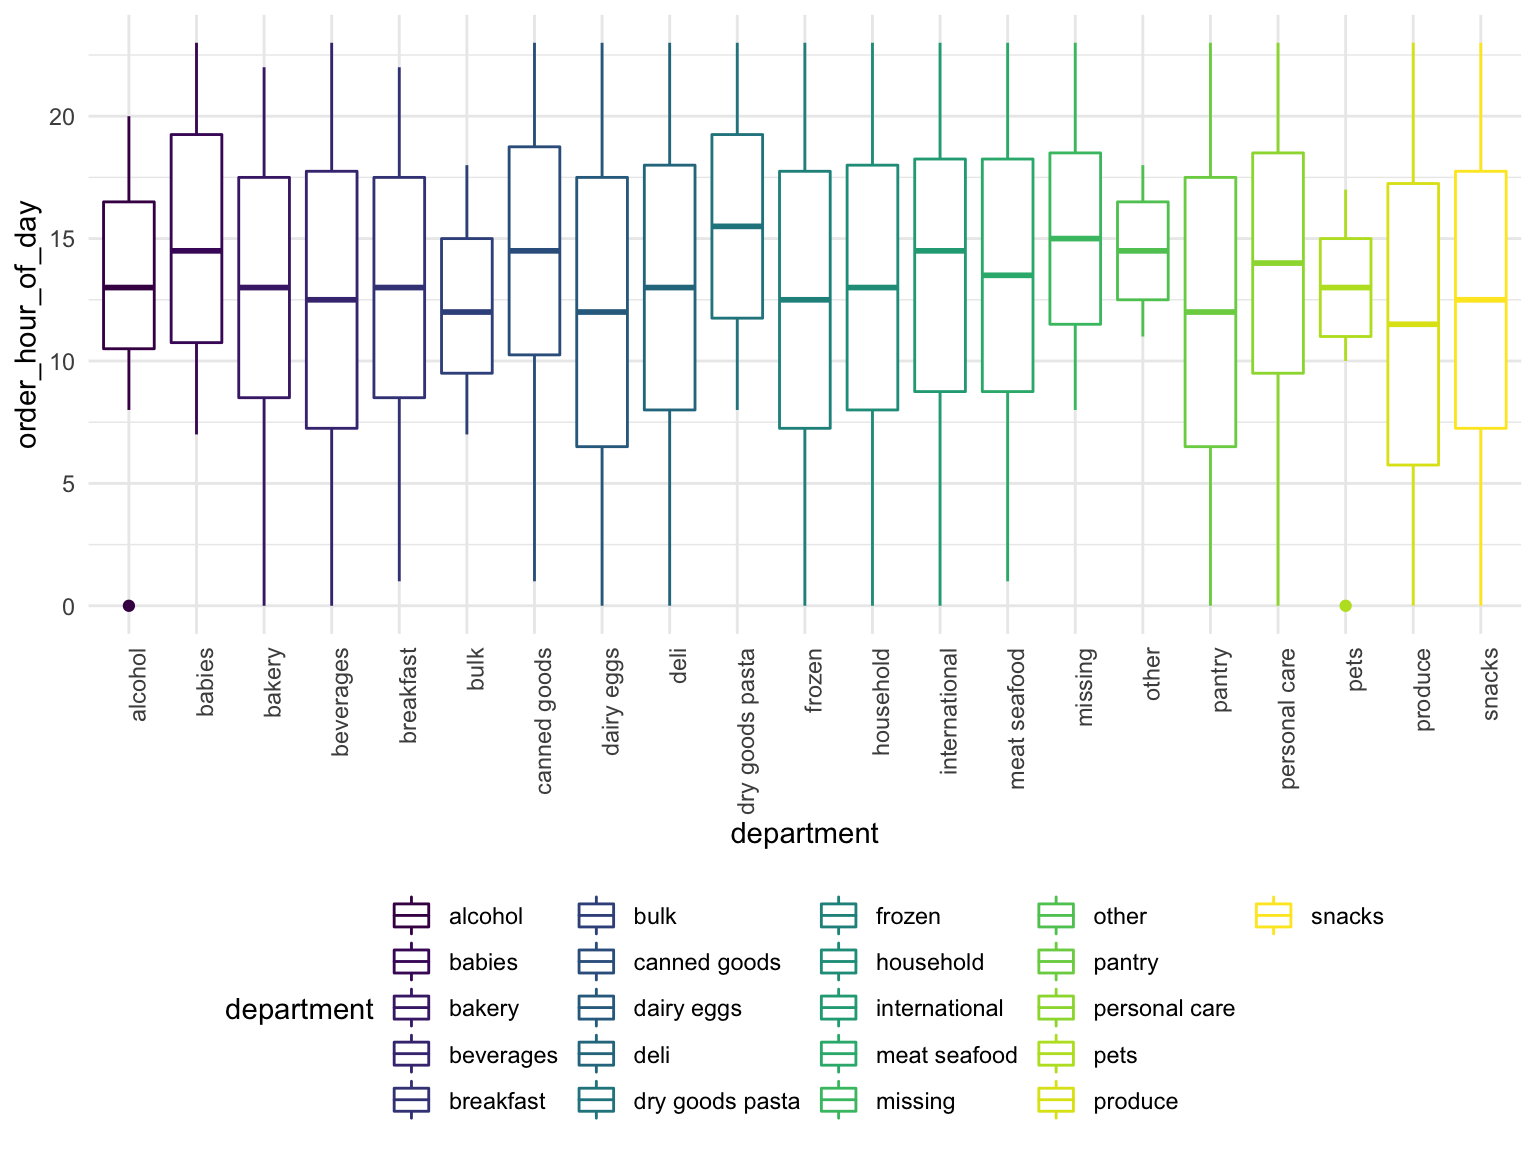 order_hour_of_day
20
15
10
5
0
alcohol
babies
bakery
beverages
breakfast
bulk
canned goods
dairy eggs
deli
dry goods pasta
frozen
household
international
meat seafood
missing
other
pantry
personal care
pets
produce
snacks
department
department
alcohol
babies
bakery
beverages
breakfast
bulk
canned goods
dairy eggs
deli
dry goods pasta
frozen
household
international
meat seafood
missing
other
pantry
personal care
pets
produce
snacks